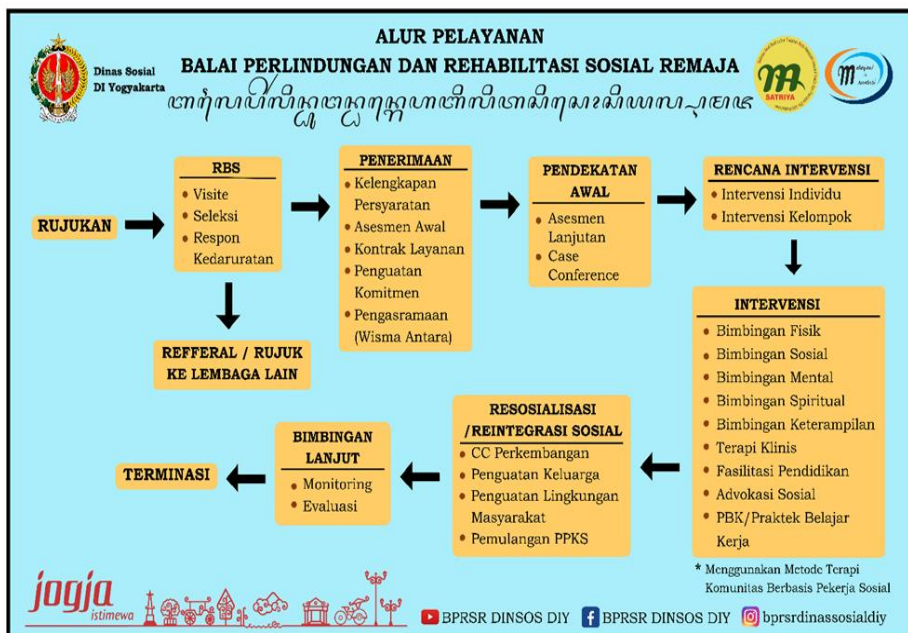 ALUR PELAYANAN
BALAI PERLINDUNGAN DAN REHABILITASI SOSIAL REMAJA
Dinas Sosial
DI Yogyakarta
SATRIYA
RUJUKAN
RBS
• Visite
• Seleksi
• Respon
Kedaruratan
REFFERAL / RUJUK
KE LEMBAGA LAIN
PENERIMAAN
• Kelengkapan
Persyaratan
• Asesmen Awal
• Kontrak Layanan
• Penguatan
Komitmen
• Pengasramaan
(Wisma Antara)
PENDEKATAN
AWAL
• Asesmen
Lanjutan
• Case
Conference
RENCANA INTERVENSI
• Intervensi Individu
• Intervensi Kelompok
INTERVENSI
• Bimbingan Fisik
• Bimbingan Sosial
• Bimbingan Mental
• Bimbingan Spiritual
• Bimbingan Keterampilan
• Terapi Klinis
• Fasilitasi Pendidikan
• Advokasi Sosial
• PBK/Praktek Belajar
Kerja
* Menggunakan Metode Terapi
Komunitas Berbasis Pekerja Sosial
RESOSIALISASI
/REINTEGRASI SOSIAL
• CC Perkembangan
• Penguatan Keluarga
• Penguatan Lingkungan
Masyarakat
• Pemulangan PPKS
BIMBINGAN
LANJUT
• Monitoring
• Evaluasi
TERMINASI
jogja
istimewa
BPRSR DINSOS DIY
BPRSR DINSOS DIY
bprsrdinassosialdiy